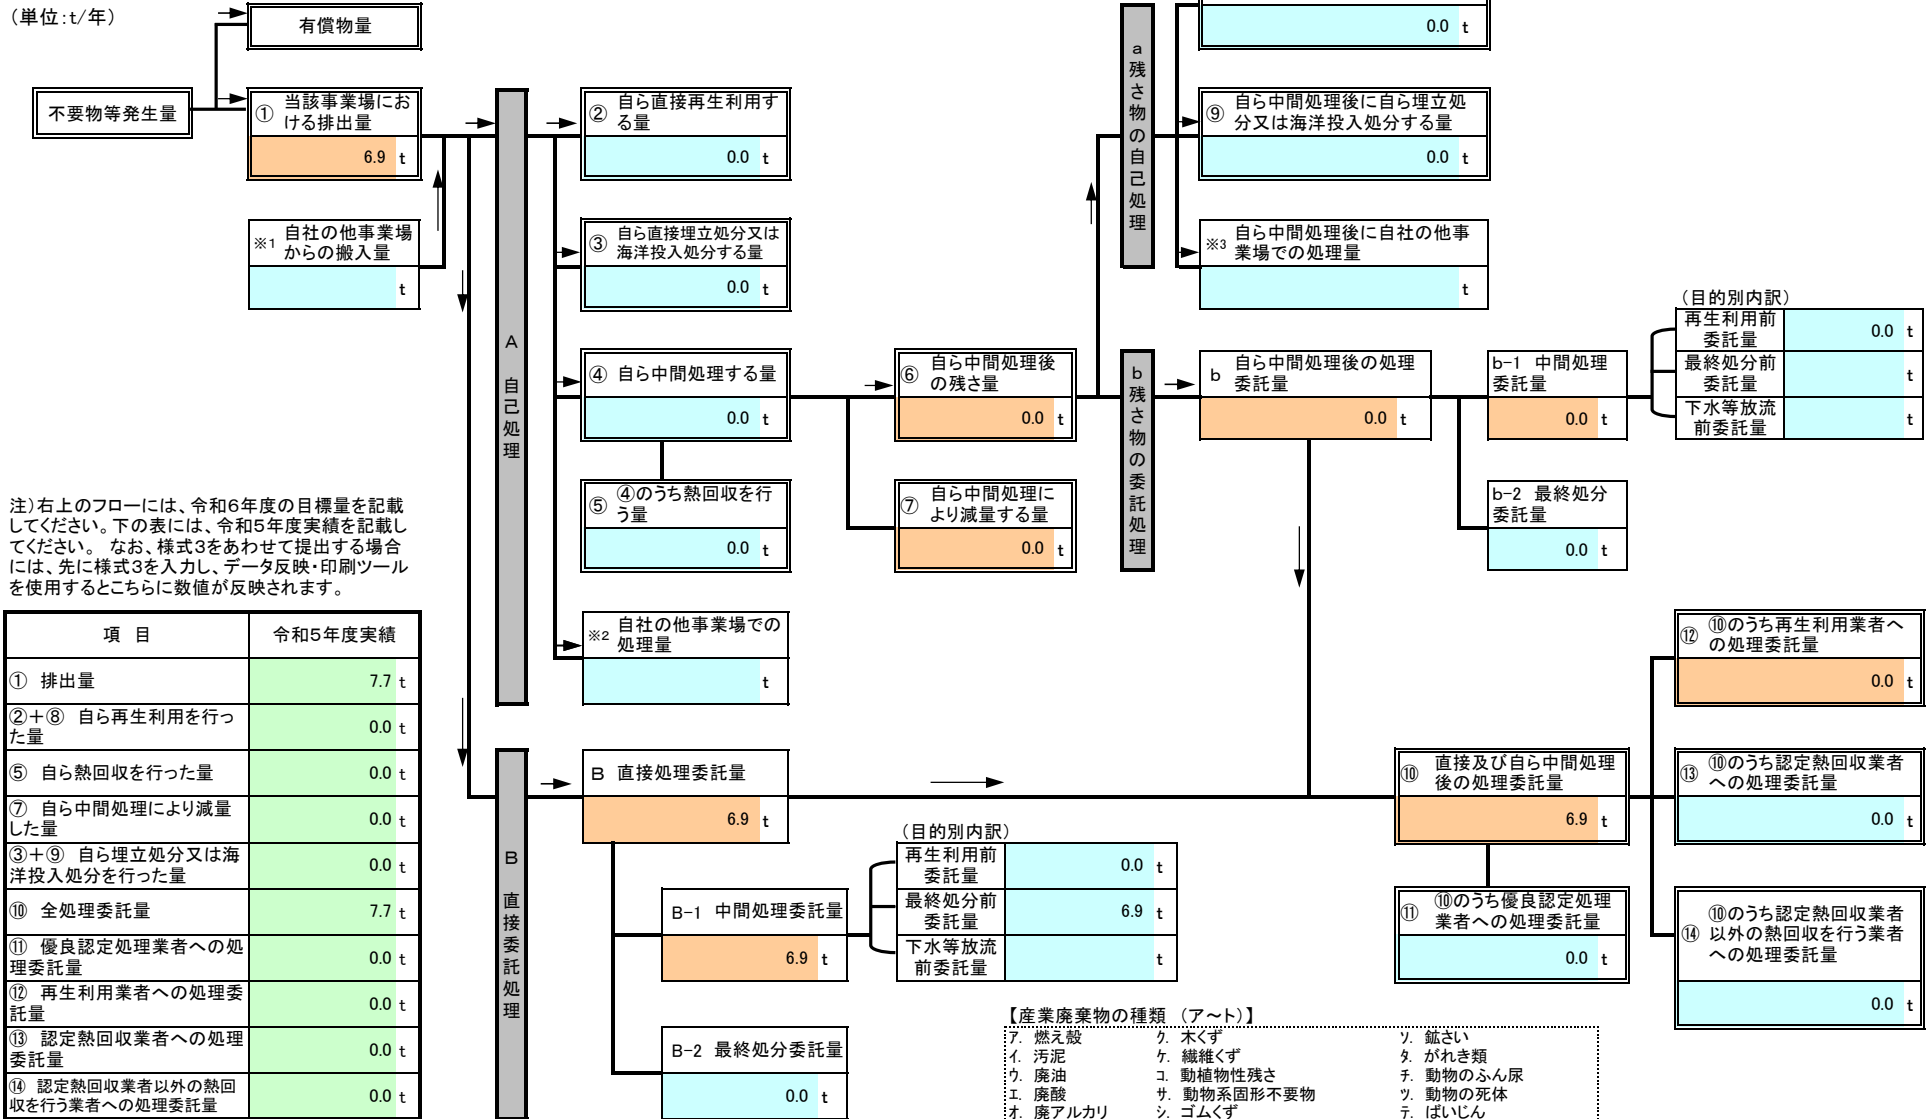 （単位：t/年）
有償物量
不要物等発生量
①
当該事業場にお
ける排出量
6.9 t
※1
自社の他事業場
からの搬入量
t
A
自己処理
②
自ら直接再生利用す
る量
0.0 t
③
自ら直接埋立処分又は
海洋投入処分する量
0.0 t
④ 自ら中間処理する量
0.0 t
⑤
④のうち熱回収を行
う量
0.0 t
※2
自社の他事業場での
処理量
t
⑥
自ら中間処理後
の残さ量
0.0 t
⑦
自ら中間処理に
より減量する量
0.0 t
a残さ物の自己処理
0.0 t
⑨
自ら中間処理後に自ら埋立処
分又は海洋投入処分する量
0.0 t
※3
自ら中間処理後に自社の他事
業場での処理量
t
b残さ物の委託処理
b
自ら中間処理後の処理
委託量
0.0 t
b-1 中間処理
委託量
0.0 t
（目的別内訳）
再生利用前
委託量
0.0 t
最終処分前
委託量
t
下水等放流
前委託量
t
b-2 最終処分
委託量
0.0 t
注）右上のフローには、令和６年度の目標量を記載
してください。下の表には、令和５年度実績を記載し
てください。 なお、様式３をあわせて提出する場合
には、先に様式３を入力し、データ反映・印刷ツール
を使用するとこちらに数値が反映されます。
項 目 令和５年度実績
① 排出量 7.7 t
②＋⑧ 自ら再生利用を行っ
た量
0.0 t
⑤ 自ら熱回収を行った量 0.0 t
⑦ 自ら中間処理により減量
した量
0.0 t
③＋⑨ 自ら埋立処分又は海
洋投入処分を行った量
0.0 t
⑩ 全処理委託量 7.7 t
⑪ 優良認定処理業者への処
理委託量
0.0 t
⑫ 再生利用業者への処理委
託量
0.0 t
⑬ 認定熱回収業者への処理
委託量
0.0 t
⑭ 認定熱回収業者以外の熱回
収を行う業者への処理委託量
0.0 t
B
直接委託処理
B 直接処理委託量
6.9 t
B-1 中間処理委託量
6.9 t
（目的別内訳）
再生利用前
委託量
0.0 t
最終処分前
委託量
6.9 t
下水等放流
前委託量
t
B-2 最終処分委託量
0.0 t
⑩
直接及び自ら中間処理
後の処理委託量
6.9 t
⑪
⑩のうち優良認定処理
業者への処理委託量
0.0 t
⑫
⑩のうち再生利用業者へ
の処理委託量
0.0 t
⑬
⑩のうち認定熱回収業者
への処理委託量
0.0 t
⑭
⑩のうち認定熱回収業者
以外の熱回収を行う業者
への処理委託量
0.0 t
【産業廃棄物の種類 （ア～ト）】
ア. 燃え殻 ク. 木くず ソ. 鉱さい
イ. 汚泥 ケ. 繊維くず タ. がれき類
ウ. 廃油 コ. 動植物性残さ チ. 動物のふん尿
エ. 廃酸 サ. 動物系固形不要物 ツ. 動物の死体
オ. 廃アルカリ シ. ゴムくず テ. ばいじん